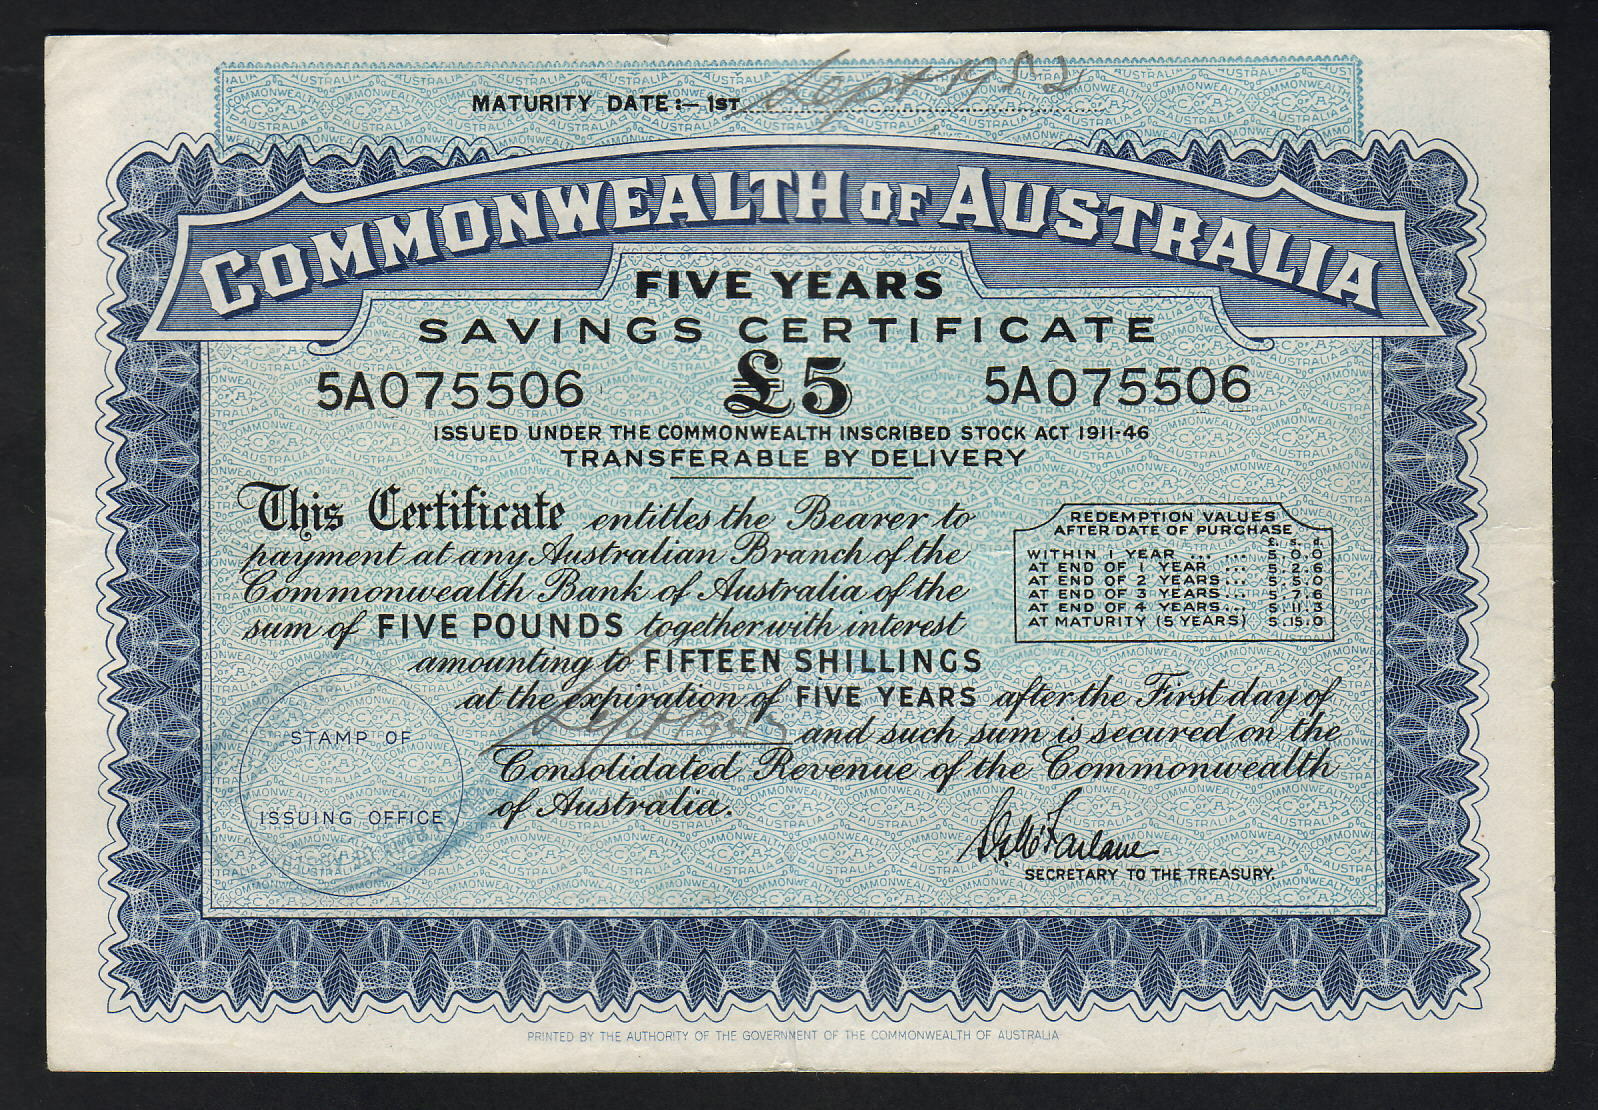 MATURITY DATE:— 1ST Sept 1952
COMMONWEALTH OF AUSTRALIA
FIVE YEARS
SAVINGS CERTIFICATE
5A075506 £5 5A075506
ISSUED UNDER THE COMMONWEALTH INSCRIBED STOCK ACT 1911-46
TRANSFERABLE BY DELIVERY
This Certificate entitles the Bearer to
payment at any Australian Branch of the
Commonwealth Bank of Australia of the
sum of FIVE POUNDS together with interest
amounting to FIFTEEN SHILLINGS
at the expiration of FIVE YEARS after the First day of
Sept and such sum is secured on the
Consolidated Revenue of the Commonwealth
of Australia.
REDEMPTION VALUES
AFTER DATE OF PURCHASE
£. s. d.
WITHIN 1 YEAR ... ... 5.0.0
AT END OF 1 YEAR ... 5.2.6
AT END OF 2 YEARS... 5.5.0
AT END OF 3 YEARS... 5.7.6
AT END OF 4 YEARS... 5.11.3
AT MATURITY (5 YEARS) 5.15.0
STAMP OF
ISSUING OFFICE
McFarlane
SECRETARY TO THE TREASURY.
PRINTED BY THE AUTHORITY OF THE GOVERNMENT OF THE COMMONWEALTH OF AUSTRALIA